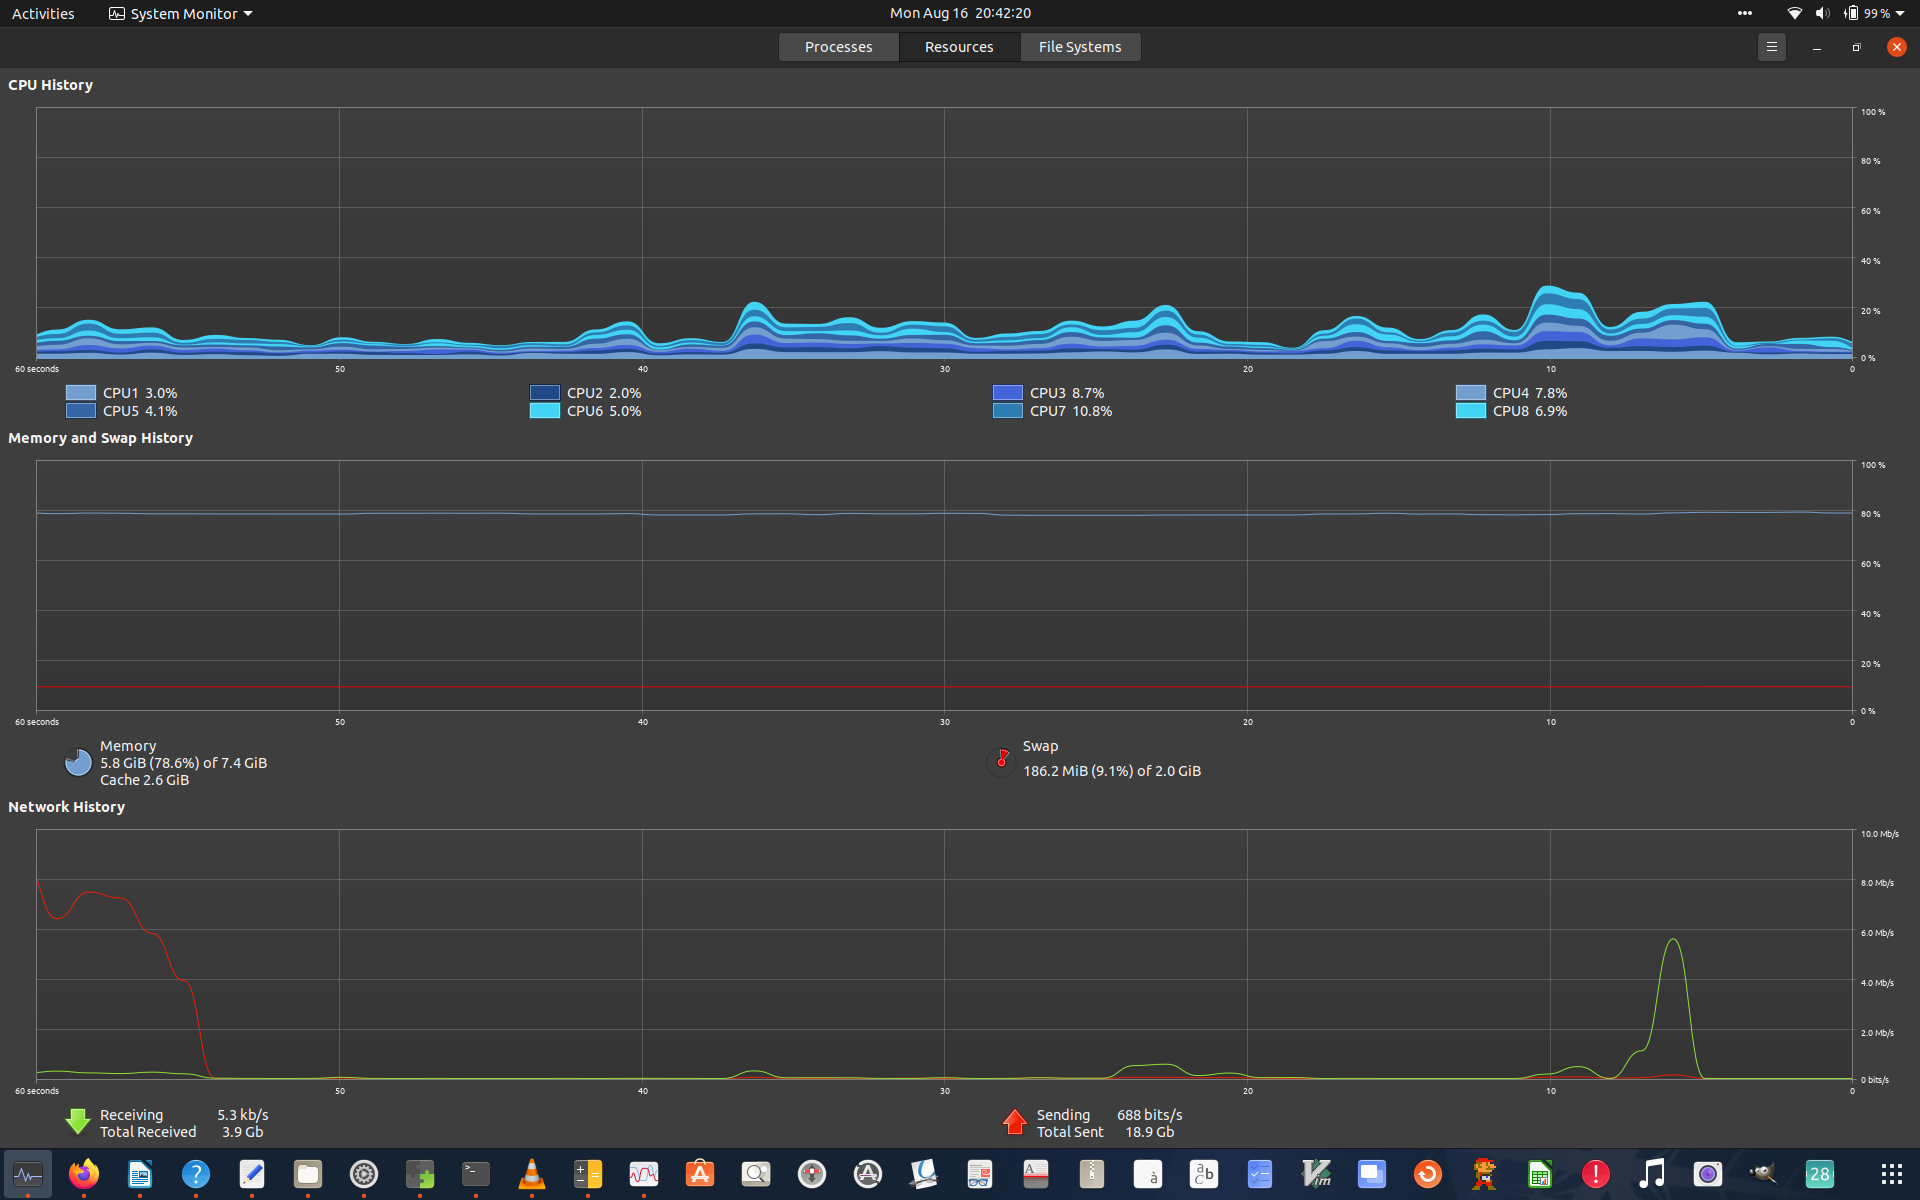 Activities System Monitor Mon Aug 16 20:42:20 99 %
Processes Resources File Systems
CPU History
100 %
80 %
60 %
40 %
20 %
0 %
60 seconds 50 40 30 20 10 0
CPU1 3.0% CPU2 2.0% CPU3 8.7% CPU4 7.8%
CPU5 4.1% CPU6 5.0% CPU7 10.8% CPU8 6.9%
Memory and Swap History
100 %
80 %
60 %
40 %
20 %
0 %
60 seconds 50 40 30 20 10 0
Memory
5.8 GiB (78.6%) of 7.4 GiB
Cache 2.6 GiB
Swap
186.2 MiB (9.1%) of 2.0 GiB
Network History
10.0 Mb/s
8.0 Mb/s
6.0 Mb/s
4.0 Mb/s
2.0 Mb/s
0 bits/s
60 seconds 50 40 30 20 10 0
Receiving 5.3 kb/s
Total Received 3.9 Gb
Sending 688 bits/s
Total Sent 18.9 Gb
28